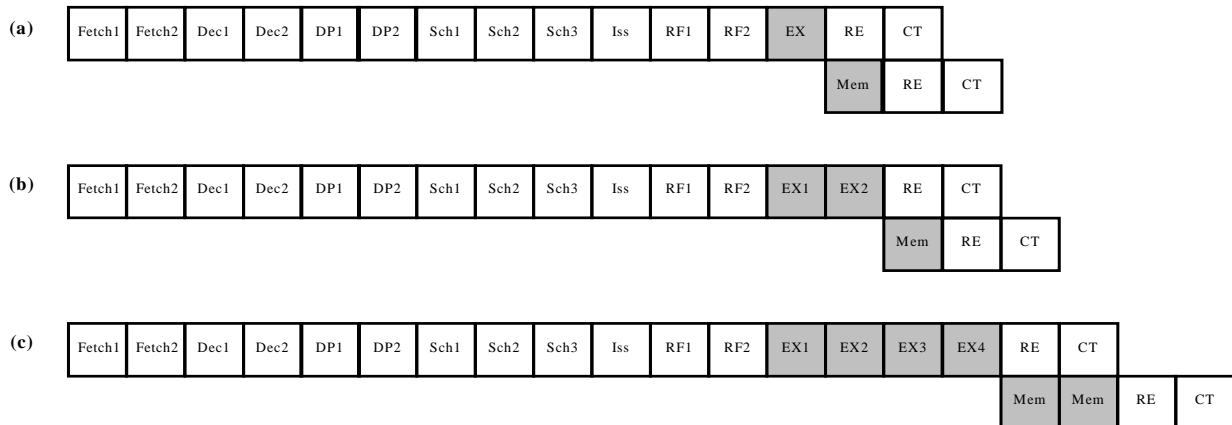 (a) Fetch1 Fetch2 Dec1 Dec2 DP1 DP2 Sch1 Sch2 Sch3 Iss RF1 RF2 EX RE CT
Mem RE CT
(b) Fetch1 Fetch2 Dec1 Dec2 DP1 DP2 Sch1 Sch2 Sch3 Iss RF1 RF2 EX1 EX2 RE CT
Mem RE CT
(c) Fetch1 Fetch2 Dec1 Dec2 DP1 DP2 Sch1 Sch2 Sch3 Iss RF1 RF2 EX1 EX2 EX3 EX4 RE CT
Mem Mem RE CT